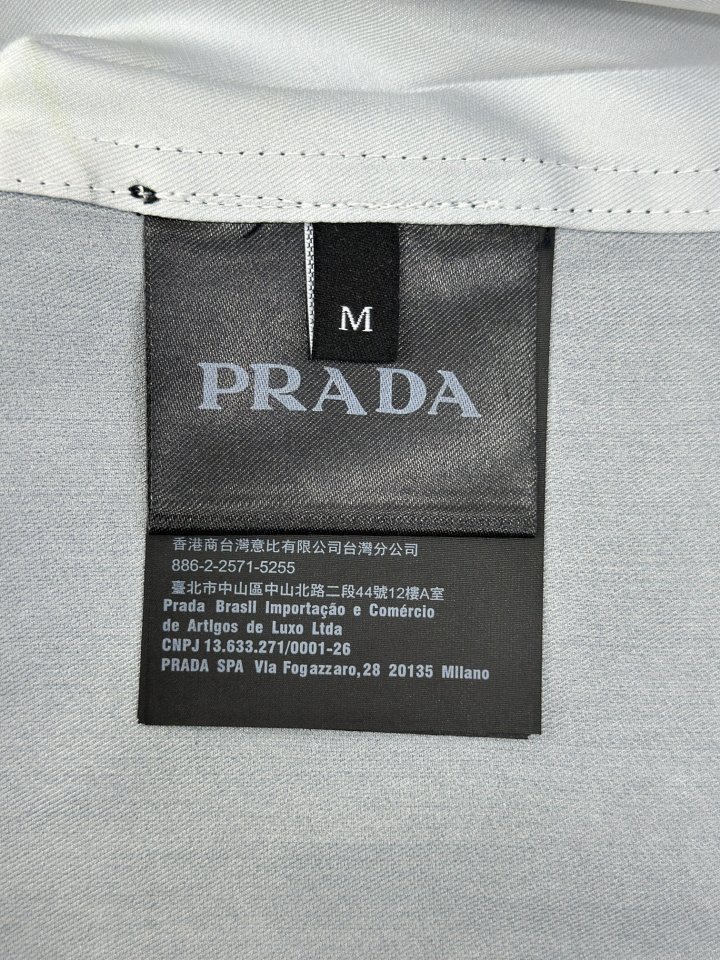 M
PRADA
香港商台灣意比有限公司台灣分公司
886-2-2571-5255
臺北市中山區中山北路二段44號12樓A室
Prada BrasIl Importação e Comércio
de ArtIgos de Luxo Ltda
CNPJ 13.633.271/0001-26
PRADA SPA VIa Fogazzaro,28 20135 MIlano